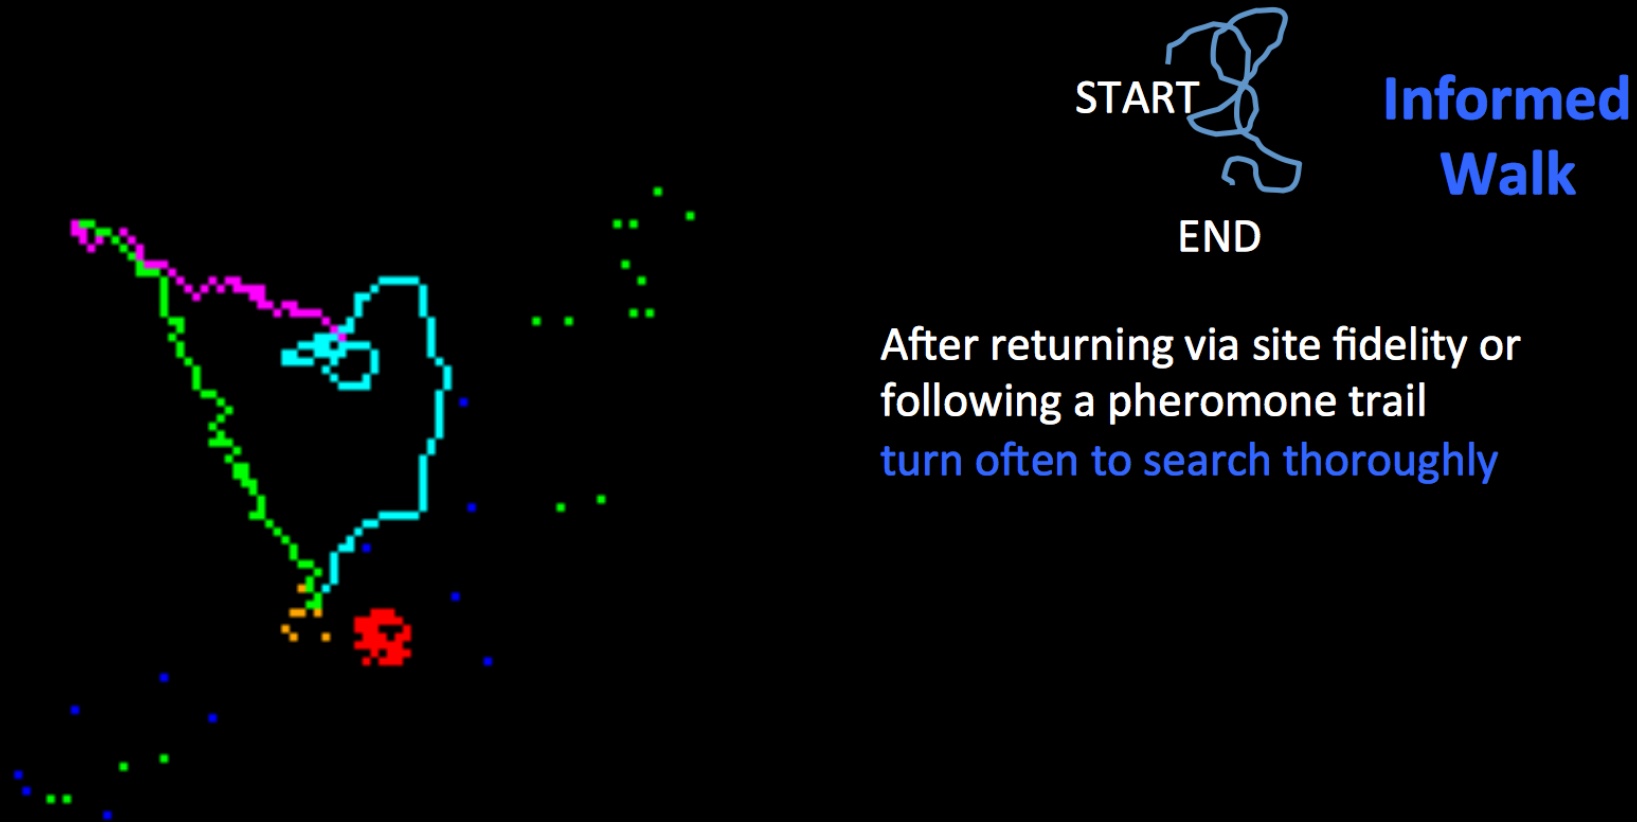 START
Informed
Walk
END
After returning via site fidelity or
following a pheromone trail
turn often to search thoroughly